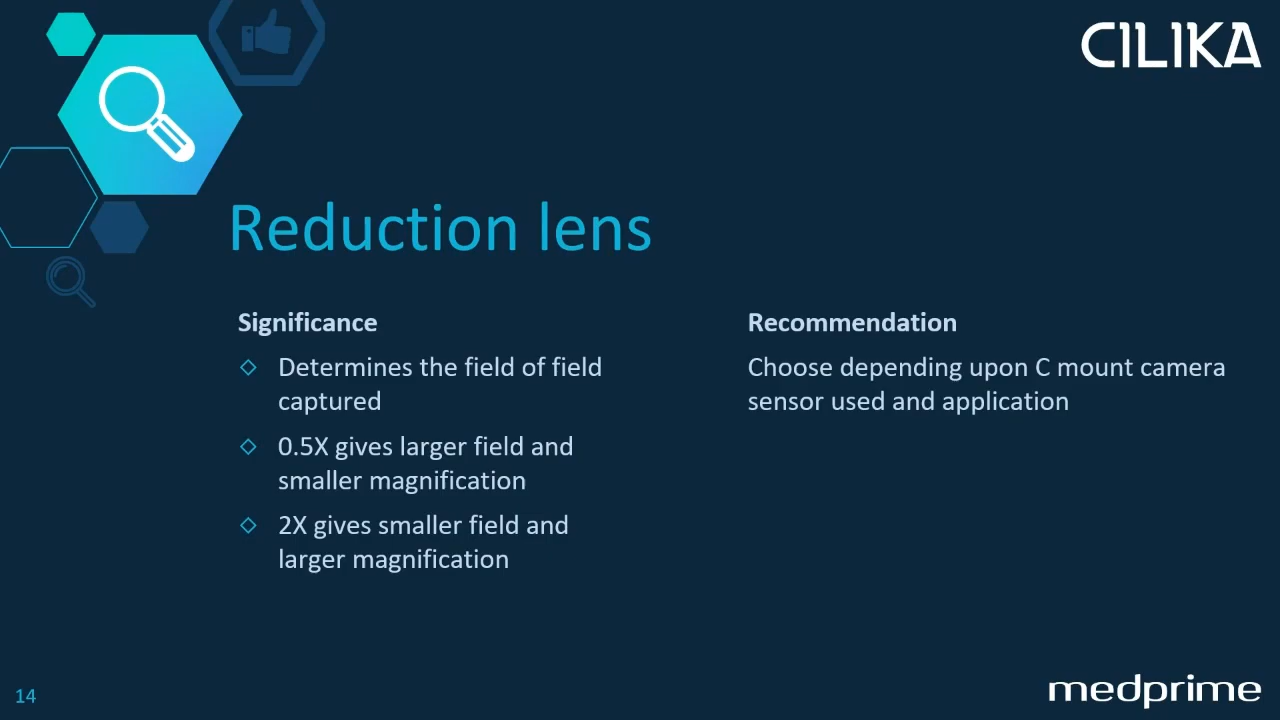 CILIKA
Reduction lens
Significance
Determines the field of field
captured
0.5X gives larger field and
smaller magnification
2X gives smaller field and
larger magnification
Recommendation
Choose depending upon C mount camera
sensor used and application
14
medprime